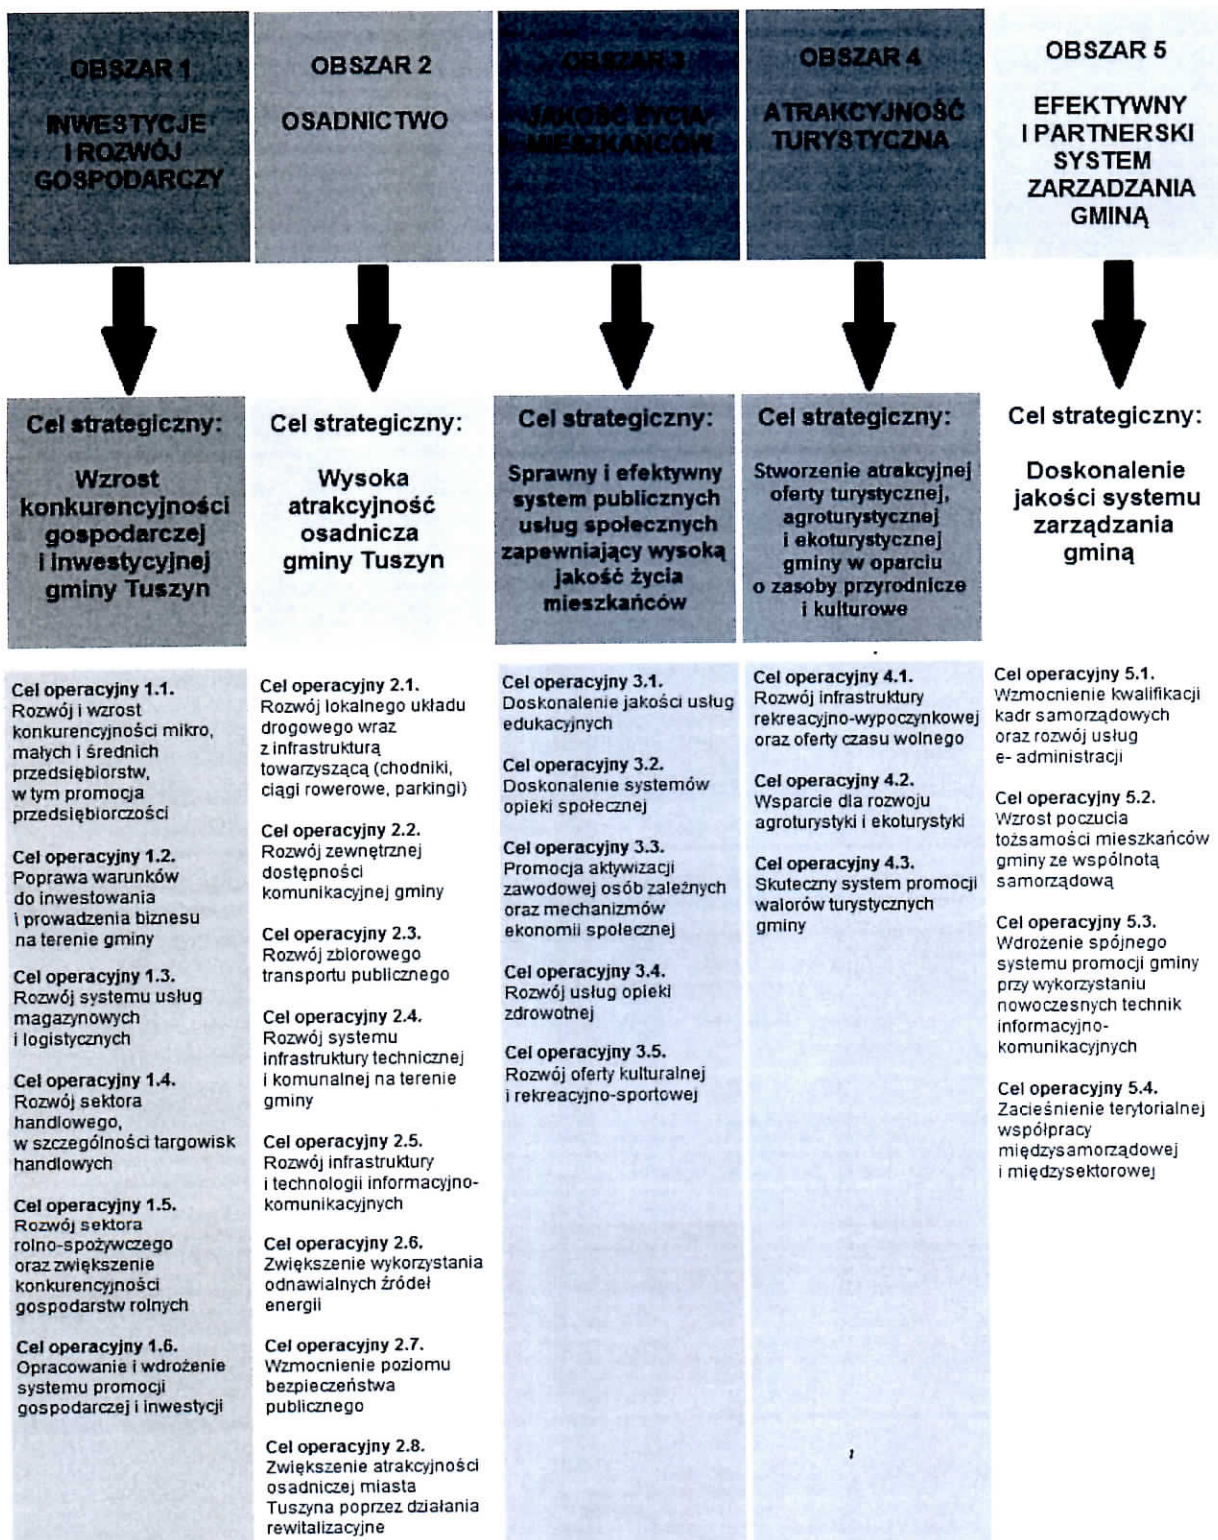 OBSZAR 1
INWESTYCJE
I ROZWÓJ
GOSPODARCZY
OBSZAR 2
OSADNICTWO
OBSZAR 3
JAKOŚĆ ŻYCIA
MIESZKAŃCÓW
OBSZAR 4
ATRAKCYJNOŚĆ
TURYSTYCZNA
OBSZAR 5
EFEKTYWNY
I PARTNERSKI
SYSTEM
ZARZADZANIA
GMINĄ
Cel strategiczny:
Wzrost
konkurencyjności
gospodarczej
i inwestycyjnej
gminy Tuszyn
Cel strategiczny:
Wysoka
atrakcyjność
osadnicza
gminy Tuszyn
Cel strategiczny:
Sprawny i efektywny
system publicznych
usług społecznych
zapewniający wysoką
jakość życia
mieszkańców
Cel strategiczny:
Stworzenie atrakcyjnej
oferty turystycznej,
agroturystycznej
i ekoturystycznej
gminy w oparciu
o zasoby przyrodnicze
i kulturowe
Cel strategiczny:
Doskonalenie
jakości systemu
zarządzania
gminą
Cel operacyjny 1.1.
Rozwój i wzrost
konkurencyjności mikro,
małych i średnich
przedsiębiorstw,
w tym promocja
przedsiębiorczości
Cel operacyjny 1.2.
Poprawa warunków
do inwestowania
i prowadzenia biznesu
na terenie gminy
Cel operacyjny 1.3.
Rozwój systemu usług
magazynowych
i logistycznych
Cel operacyjny 1.4.
Rozwój sektora
handlowego,
w szczególności targowisk
handlowych
Cel operacyjny 1.5.
Rozwój sektora
rolno-spożywczego
oraz zwiększenie
konkurencyjności
gospodarstw rolnych
Cel operacyjny 1.6.
Opracowanie i wdrożenie
systemu promocji
gospodarczej i inwestycji
Cel operacyjny 2.1.
Rozwój lokalnego układu
drogowego wraz
z infrastrukturą
towarzyszącą (chodniki,
ciągi rowerowe, parkingi)
Cel operacyjny 2.2.
Rozwój zewnętrznej
dostępności
komunikacyjnej gminy
Cel operacyjny 2.3.
Rozwój zbiorowego
transportu publicznego
Cel operacyjny 2.4.
Rozwój systemu
infrastruktury technicznej
i komunalnej na terenie
gminy
Cel operacyjny 2.5.
Rozwój infrastruktury
i technologii informacyjno-
komunikacyjnych
Cel operacyjny 2.6.
Zwiększenie wykorzystania
odnawialnych źródeł
energii
Cel operacyjny 2.7.
Wzmocnienie poziomu
bezpieczeństwa
publicznego
Cel operacyjny 2.8.
Zwiększenie atrakcyjności
osadniczej miasta
Tuszyna poprzez działania
rewitalizacyjne
Cel operacyjny 3.1.
Doskonalenie jakości usług
edukacyjnych
Cel operacyjny 3.2.
Doskonalenie systemów
opieki społecznej
Cel operacyjny 3.3.
Promocja aktywizacji
zawodowej osób zależnych
oraz mechanizmów
ekonomii społecznej
Cel operacyjny 3.4.
Rozwój usług opieki
zdrowotnej
Cel operacyjny 3.5.
Rozwój oferty kulturalnej
i rekreacyjno-sportowej
Cel operacyjny 4.1.
Rozwój infrastruktury
rekreacyjno-wypoczynkowej
oraz oferty czasu wolnego
Cel operacyjny 4.2.
Wsparcie dla rozwoju
agroturystyki i ekoturystyki
Cel operacyjny 4.3.
Skuteczny system promocji
walorów turystycznych
gminy
Cel operacyjny 5.1.
Wzmocnienie kwalifikacji
kadr samorządowych
oraz rozwój usług
e- administracji
Cel operacyjny 5.2.
Wzrost poczucia
tożsamości mieszkańców
gminy ze wspólnotą
samorządową
Cel operacyjny 5.3.
Wdrożenie spójnego
systemu promocji gminy
przy wykorzystaniu
nowoczesnych technik
informacyjno-
komunikacyjnych
Cel operacyjny 5.4.
Zacieśnienie terytorialnej
współpracy
międzysamorządowej
i międzysektorowej